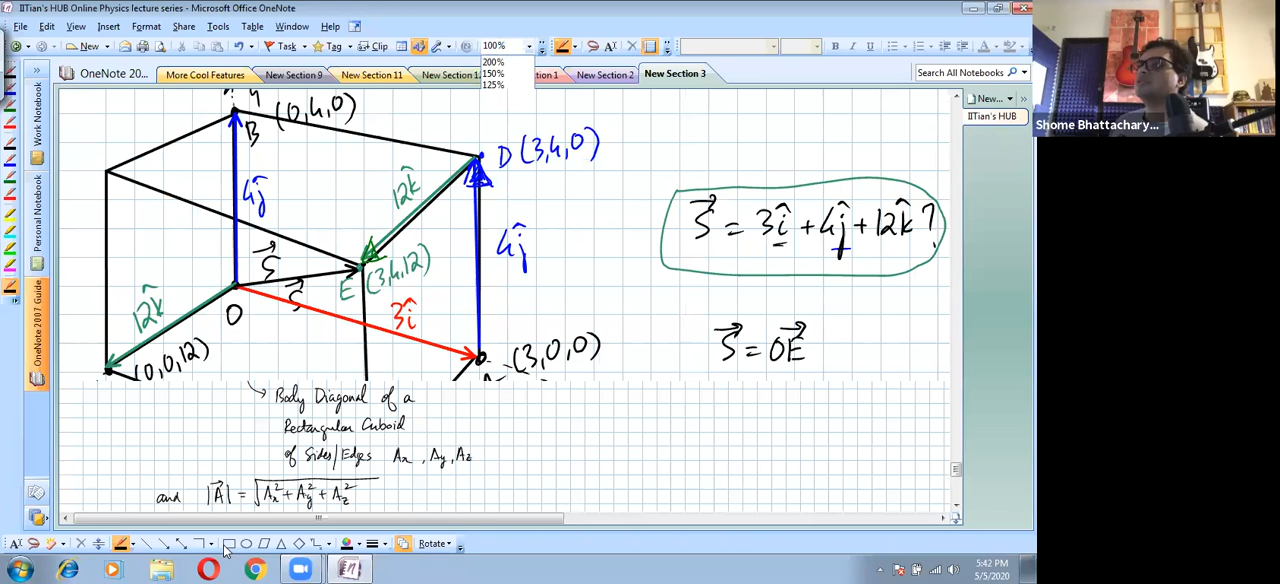 IITian's HUB Online Physics lecture series - Microsoft Office OneNote
File Edit View Insert Format Share Tools Table Window Help
New Task Tag Clip 100%
200%
150%
125%
OneNote 20... More Cool Features New Section 9 New Section 11 New Section 1 New Section 2 New Section 3 Search All Notebooks
New...
IITian's HUB
Shome Bhattachary...
Work Notebook
Personal Notebook
OneNote 2007 Guide
Y
B (0,4,0)
D (3,4,0)
12k̂
4ĵ
4ĵ
S⃗
E (3,4,12)
S⃗
12k̂
O
3î
(0,0,12)
(3,0,0)
S⃗ = 3î + 4ĵ + 12k̂ ?
S⃗ = OE⃗
→ Body Diagonal of a
Rectangular Cuboid
of Sides/Edges Ax, Ay, Az
and |A⃗| = √Ax² + Ay² + Az²
Rotate
5:42 PM
5/5/2020